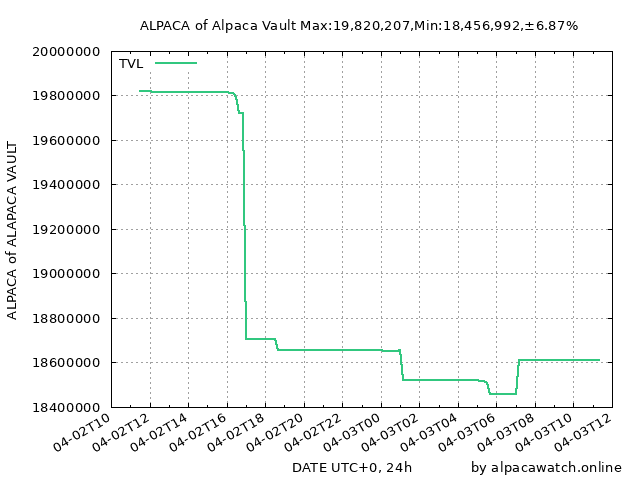 ALPACA of Alpaca Vault Max:19,820,207,Min:18,456,992,±6.87%
TVL
20000000
19800000
19600000
19400000
19200000
19000000
18800000
18600000
18400000
ALPACA of ALAPACA VAULT
04-02T10
04-02T12
04-02T14
04-02T16
04-02T18
04-02T20
04-02T22
04-03T00
04-03T02
04-03T04
04-03T06
04-03T08
04-03T10
04-03T12
DATE UTC+0, 24h
by alpacawatch.online